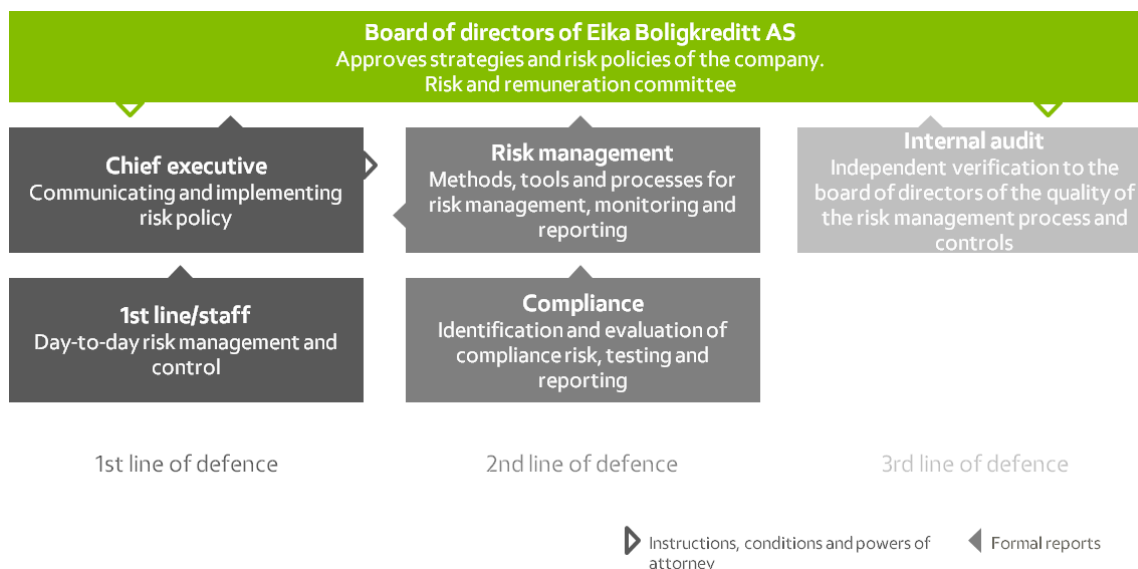 Board of directors of Eika Boligkreditt AS
Approves strategies and risk policies of the company.
Risk and remuneration committee
Chief executive
Communicating and implementing
risk policy
Risk management
Methods, tools and processes for
risk management, monitoring and
reporting
Internal audit
Independent verification to the
board of directors of the quality of
the risk management process and
controls
1st line/staff
Day-to-day risk management and
control
Compliance
Identification and evaluation of
compliance risk, testing and
reporting
1st line of defence
2nd line of defence
3rd line of defence
Instructions, conditions and powers of
attorney
Formal reports